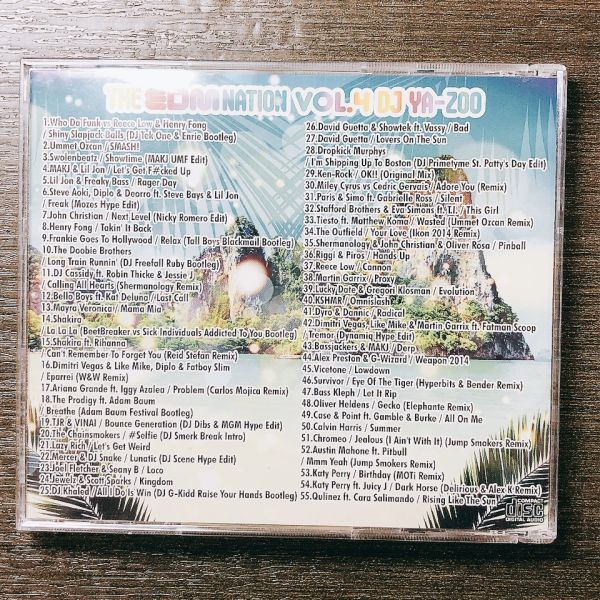 THE EDM NATION VOL.4 DJ YA-ZOO
1.Who Da Funk vs Reece Low & Henry Fong
Shiny Slapjack Balls (DJ Tek One & Enrie Bootleg)
2.Ummet Ozcan / SMASH!
3.Swolenbeatz / Showtime (MAKJ UMF Edit)
4.MAKJ & Lil Jon / Let's Get F#cked Up
5.Lil Jon & Freaky Bass / Rager Day
6.Steve Aoki, Diplo & Deorro ft. Steve Bays & Lil Jon
/ Freak (Mozes Hype Edit)
7.John Christian / Next Level (Nicky Romero Edit)
8.Henry Fong / Takin' It Back
9.Frankie Goes To Hollywood / Relax (Tall Boys Blackmail Bootleg)
10.The Doobie Brothers
/ Long Train Runnin' (DJ Freefall Ruby Bootleg)
11.DJ Cassidy ft. Robin Thicke & Jessie J
/ Calling All Hearts (Shermanology Remix)
12.Bello Boys ft. Kat Deluna / Last Call
13.Mayra Veronica / Mama Mia
14.Shakira
/ La La La (BeetBreaker vs Sick Individuals Addicted To You Bootleg)
15.Shakira ft. Rihanna
/ Can't Remember To Forget You (Reid Stefan Remix)
16.Dimitri Vegas & Like Mike, Diplo & Fatboy Slim
/ Eparrei (W&W Remix)
17.Ariana Grande ft. Iggy Azalea / Problem (Carlos Mojica Remix)
18.The Prodigy ft. Adam Baum
/ Breathe (Adam Baum Festival Bootleg)
19.TJR & VINAI / Bounce Generation (DJ Dibs & MGM Hype Edit)
20.The Chainsmokers / #Selfie (DJ Smerk Break Intro)
21.Lazy Rich / Let's Get Weird
22.Mercer & DJ Snake / Lunatic (DJ Scene Hype Edit)
23.Joel Fletcher & Seany B / Loco
24.Jewelz & Scott Sparks / Kingdom
25.DJ Khaled / All I Do Is Win (DJ G-Kidd Raise Your Hands Bootleg)
26.David Guetta & Showtek ft. Vassy / Bad
27.David Guetta / Lovers On The Sun
28.Dropkick Murphys
/ I'm Shipping Up To Boston (DJ Primetyme St. Patty's Day Edit)
29.Ken-Rock / OK!! (Original Mix)
30.Miley Cyrus vs Cedric Gervais / Adore You (Remix)
31.Paris & Simo ft. Gabrielle Ross / Silent
32.Stafford Brothers & Eva Simons ft. T.I. / This Girl
33.Tiesto ft. Matthew Koma / Wasted (Ummet Ozcan Remix)
34.The Outfield / Your Love (Ikon 2014 Remix)
35.Shermanology & John Christian & Oliver Rosa / Pinball
36.Riggi & Piros / Hands Up
37.Reece Low / Cannon
38.Martin Garrix / Proxy
39.Lucky Date & Gregori Klosman / Evolution
40.KSHMR / Omnslash
41.Dyro & Dannic / Radical
42.Dimitri Vegas, Like Mike & Martin Garrix ft. Fatman Scoop
/ Tremor (Dynamiq Hype Edit)
43.Bassjackers & MAKJ / Derp
44.Alex Preston & G-Wizard / Weapon 2014
45.Vicetone / Lowdown
46.Survivor / Eye Of The Tiger (Hyperbits & Bender Remix)
47.Bass Kleph / Let It Rip
48.Oliver Heldens / Gecko (Elephante Remix)
49.Case & Point ft. Gamble & Burke / All On Me
50.Calvin Harris / Summer
51.Chromeo / Jealous (I Ain't With It) (Jump Smokers Remix)
52.Austin Mahone ft. Pitbull
/ Mmm Yeah (Jump Smokers Remix)
53.Katy Perry / Birthday (MOTi Remix)
54.Katy Perry ft. Juicy J / Dark Horse (Delirious & Alex K Remix)
55.Qulinez ft. Cara Salimando / Rising Like The Sun
COMPACT
disc
DIGITAL AUDIO